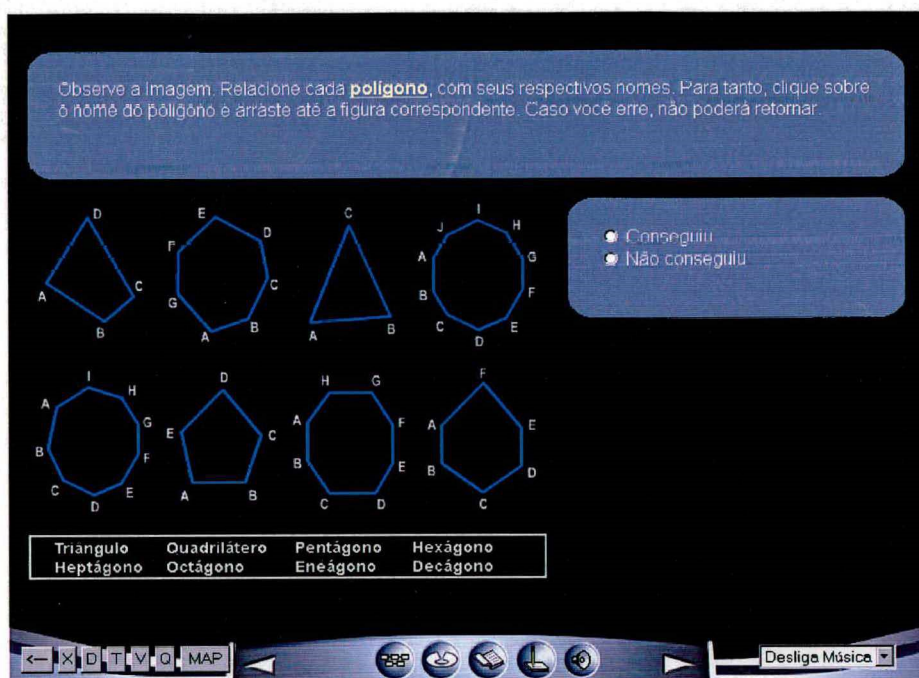 Observe a Imagem. Relacione cada polígono, com seus respectivos nomes. Para tanto, clique sobre
o nome do polígono e arraste até a figura correspondente. Caso você erre, não poderá retornar.
Conseguiu
Não conseguiu
D
A
C
B
E
D
F
C
G
B
A
C
A
B
I
J
H
A
G
B
F
C
E
D
I
H
A
G
B
F
C
E
D
D
E
C
A
B
H
G
A
F
B
E
C
D
F
A
E
B
D
C
Triângulo Quadrilátero Pentágono Hexágono
Heptágono Octágono Eneágono Decágono
<— X D T V Q MAP Desliga Música